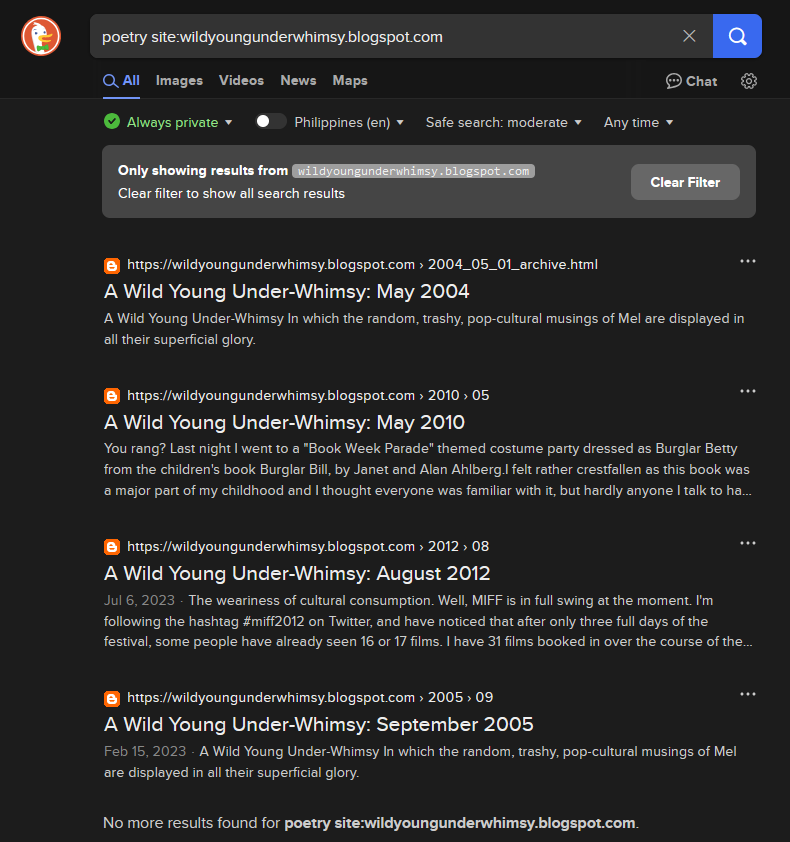 poetry site:wildyoungunderwhimsy.blogspot.com
All Images Videos News Maps Chat
Always private Philippines (en) Safe search: moderate Any time
Only showing results from wildyoungunderwhimsy.blogspot.com
Clear filter to show all search results
Clear Filter
https://wildyoungunderwhimsy.blogspot.com › 2004_05_01_archive.html
A Wild Young Under-Whimsy: May 2004
A Wild Young Under-Whimsy In which the random, trashy, pop-cultural musings of Mel are displayed in
all their superficial glory.
https://wildyoungunderwhimsy.blogspot.com › 2010 › 05
A Wild Young Under-Whimsy: May 2010
You rang? Last night I went to a "Book Week Parade" themed costume party dressed as Burglar Betty
from the children's book Burglar Bill, by Janet and Alan Ahlberg.I felt rather crestfallen as this book was
a major part of my childhood and I thought everyone was familiar with it, but hardly anyone I talk to ha...
https://wildyoungunderwhimsy.blogspot.com › 2012 › 08
A Wild Young Under-Whimsy: August 2012
Jul 6, 2023 · The weariness of cultural consumption. Well, MIFF is in full swing at the moment. I'm
following the hashtag #miff2012 on Twitter, and have noticed that after only three full days of the
festival, some people have already seen 16 or 17 films. I have 31 films booked in over the course of the...
https://wildyoungunderwhimsy.blogspot.com › 2005 › 09
A Wild Young Under-Whimsy: September 2005
Feb 15, 2023 · A Wild Young Under-Whimsy In which the random, trashy, pop-cultural musings of Mel
are displayed in all their superficial glory.
No more results found for poetry site:wildyoungunderwhimsy.blogspot.com.